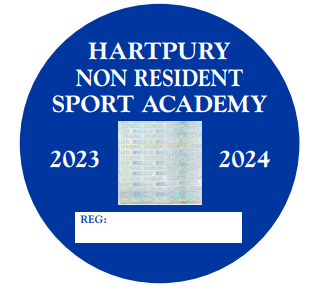 HARTPURY
NON RESIDENT
SPORT ACADEMY
2023
2024
REG: